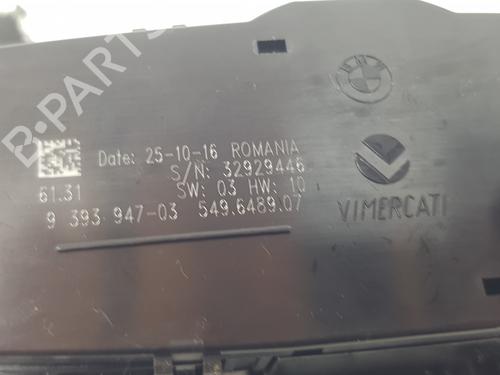 Date: 25-10-16 ROMANIA
S/N: 32929446
61.31 SW: 03 HW: 10
9 393 947-03 549.6489.07
BMW
VIMERCATI
B-PARTS